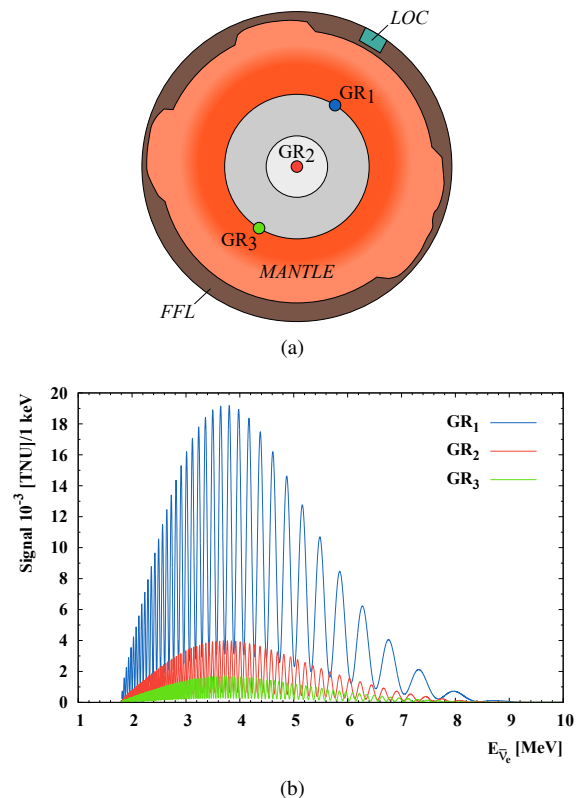 LOC
GR1
GR2
GR3
MANTLE
FFL
(a)
20
18
16
14
12
10
8
6
4
2
0
Signal 10-3 [TNU]/1 keV
GR1
GR2
GR3
1 2 3 4 5 6 7 8 9 10
Eν̄e [MeV]
(b)